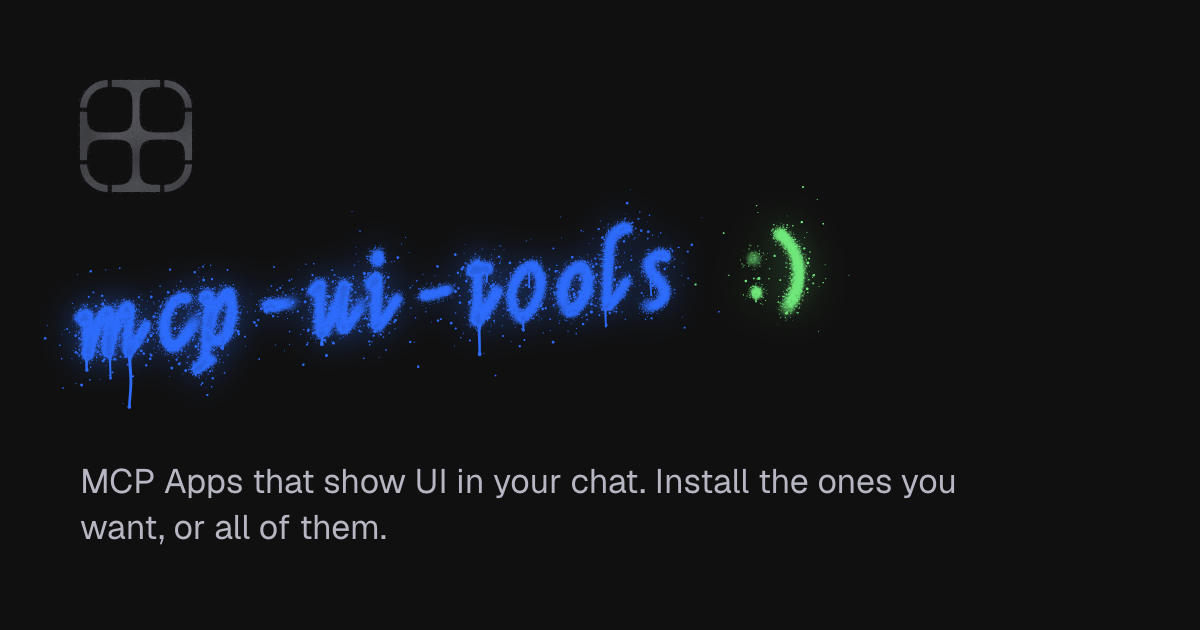 mcp-ui-tools :)
MCP Apps that show UI in your chat. Install the ones you
want, or all of them.